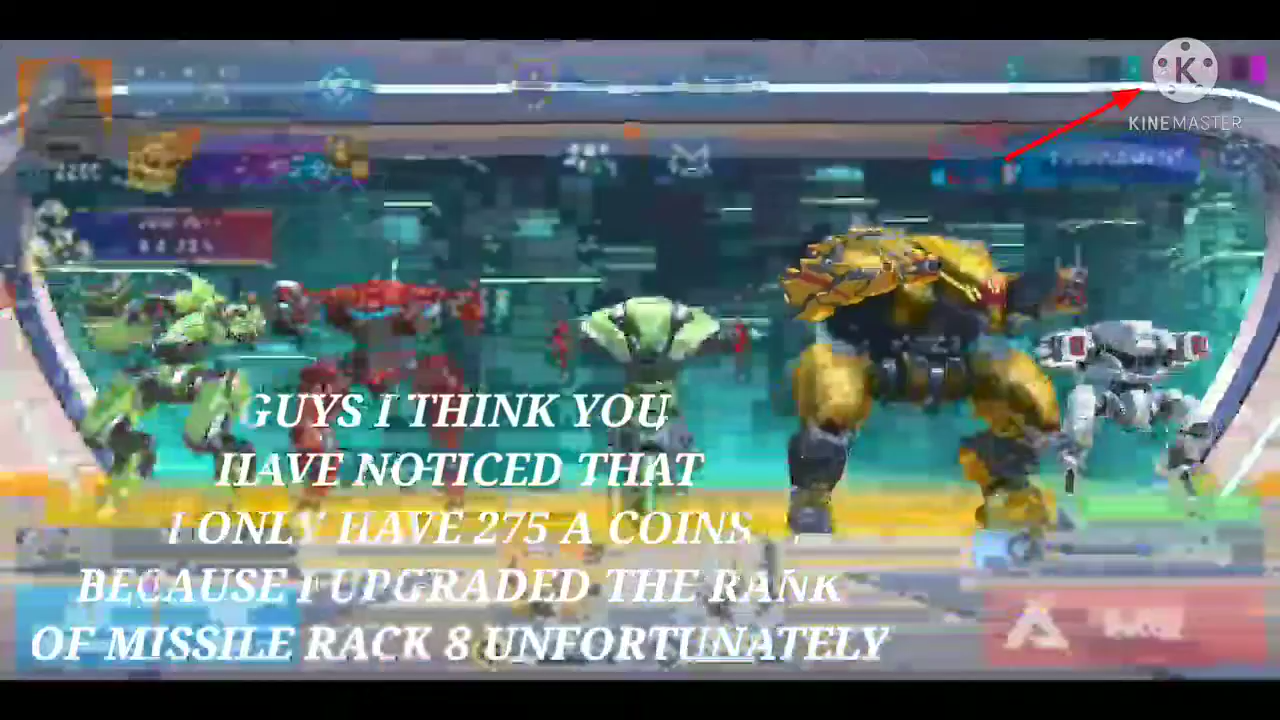 KINEMASTER
GUYS I THINK YOU
HAVE NOTICED THAT
I ONLY HAVE 275 A COINS
BECAUSE I UPGRADED THE RANK
OF MISSILE RACK 8 UNFORTUNATELY